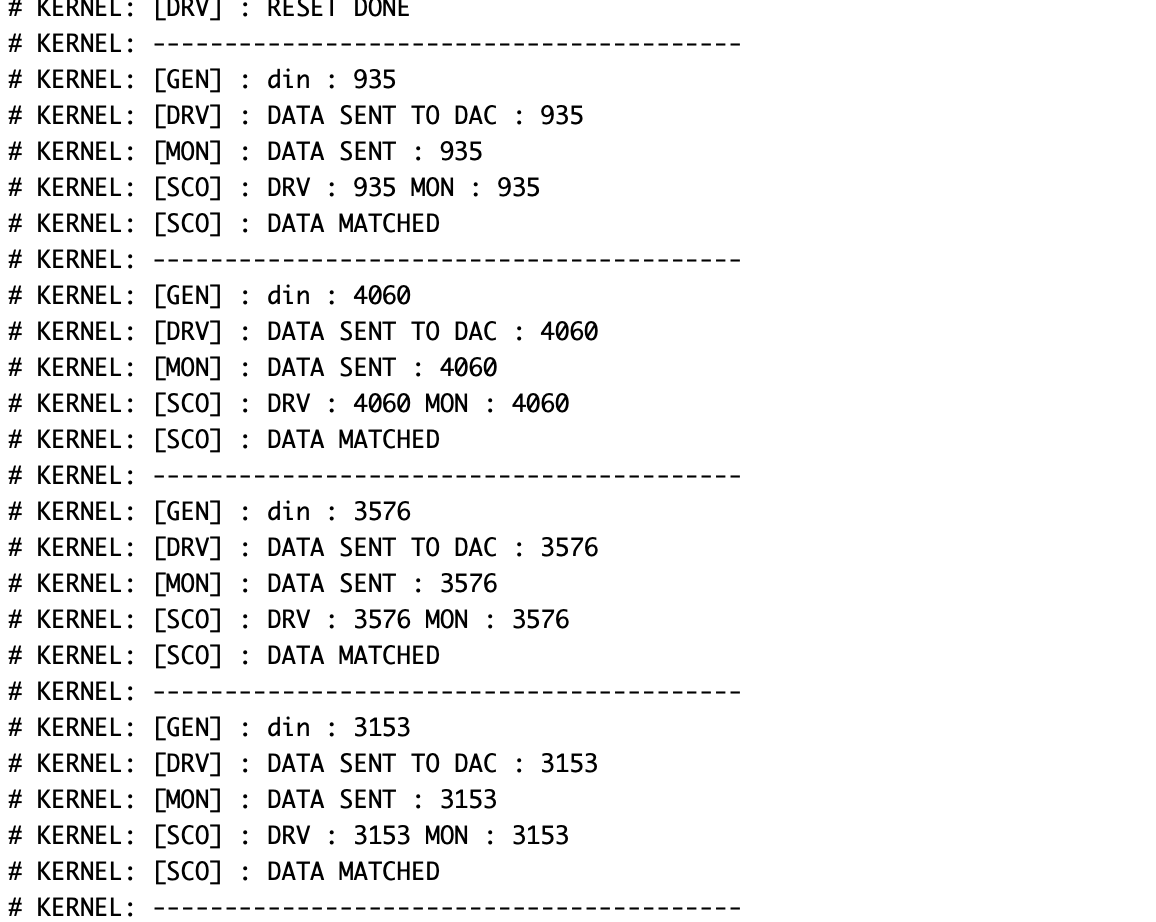 # KERNEL: [DRV] : RESET DONE
# KERNEL: -----------------------------------------
# KERNEL: [GEN] : din : 935
# KERNEL: [DRV] : DATA SENT TO DAC : 935
# KERNEL: [MON] : DATA SENT : 935
# KERNEL: [SCO] : DRV : 935 MON : 935
# KERNEL: [SCO] : DATA MATCHED
# KERNEL: -----------------------------------------
# KERNEL: [GEN] : din : 4060
# KERNEL: [DRV] : DATA SENT TO DAC : 4060
# KERNEL: [MON] : DATA SENT : 4060
# KERNEL: [SCO] : DRV : 4060 MON : 4060
# KERNEL: [SCO] : DATA MATCHED
# KERNEL: -----------------------------------------
# KERNEL: [GEN] : din : 3576
# KERNEL: [DRV] : DATA SENT TO DAC : 3576
# KERNEL: [MON] : DATA SENT : 3576
# KERNEL: [SCO] : DRV : 3576 MON : 3576
# KERNEL: [SCO] : DATA MATCHED
# KERNEL: -----------------------------------------
# KERNEL: [GEN] : din : 3153
# KERNEL: [DRV] : DATA SENT TO DAC : 3153
# KERNEL: [MON] : DATA SENT : 3153
# KERNEL: [SCO] : DRV : 3153 MON : 3153
# KERNEL: [SCO] : DATA MATCHED
# KERNEL: -----------------------------------------